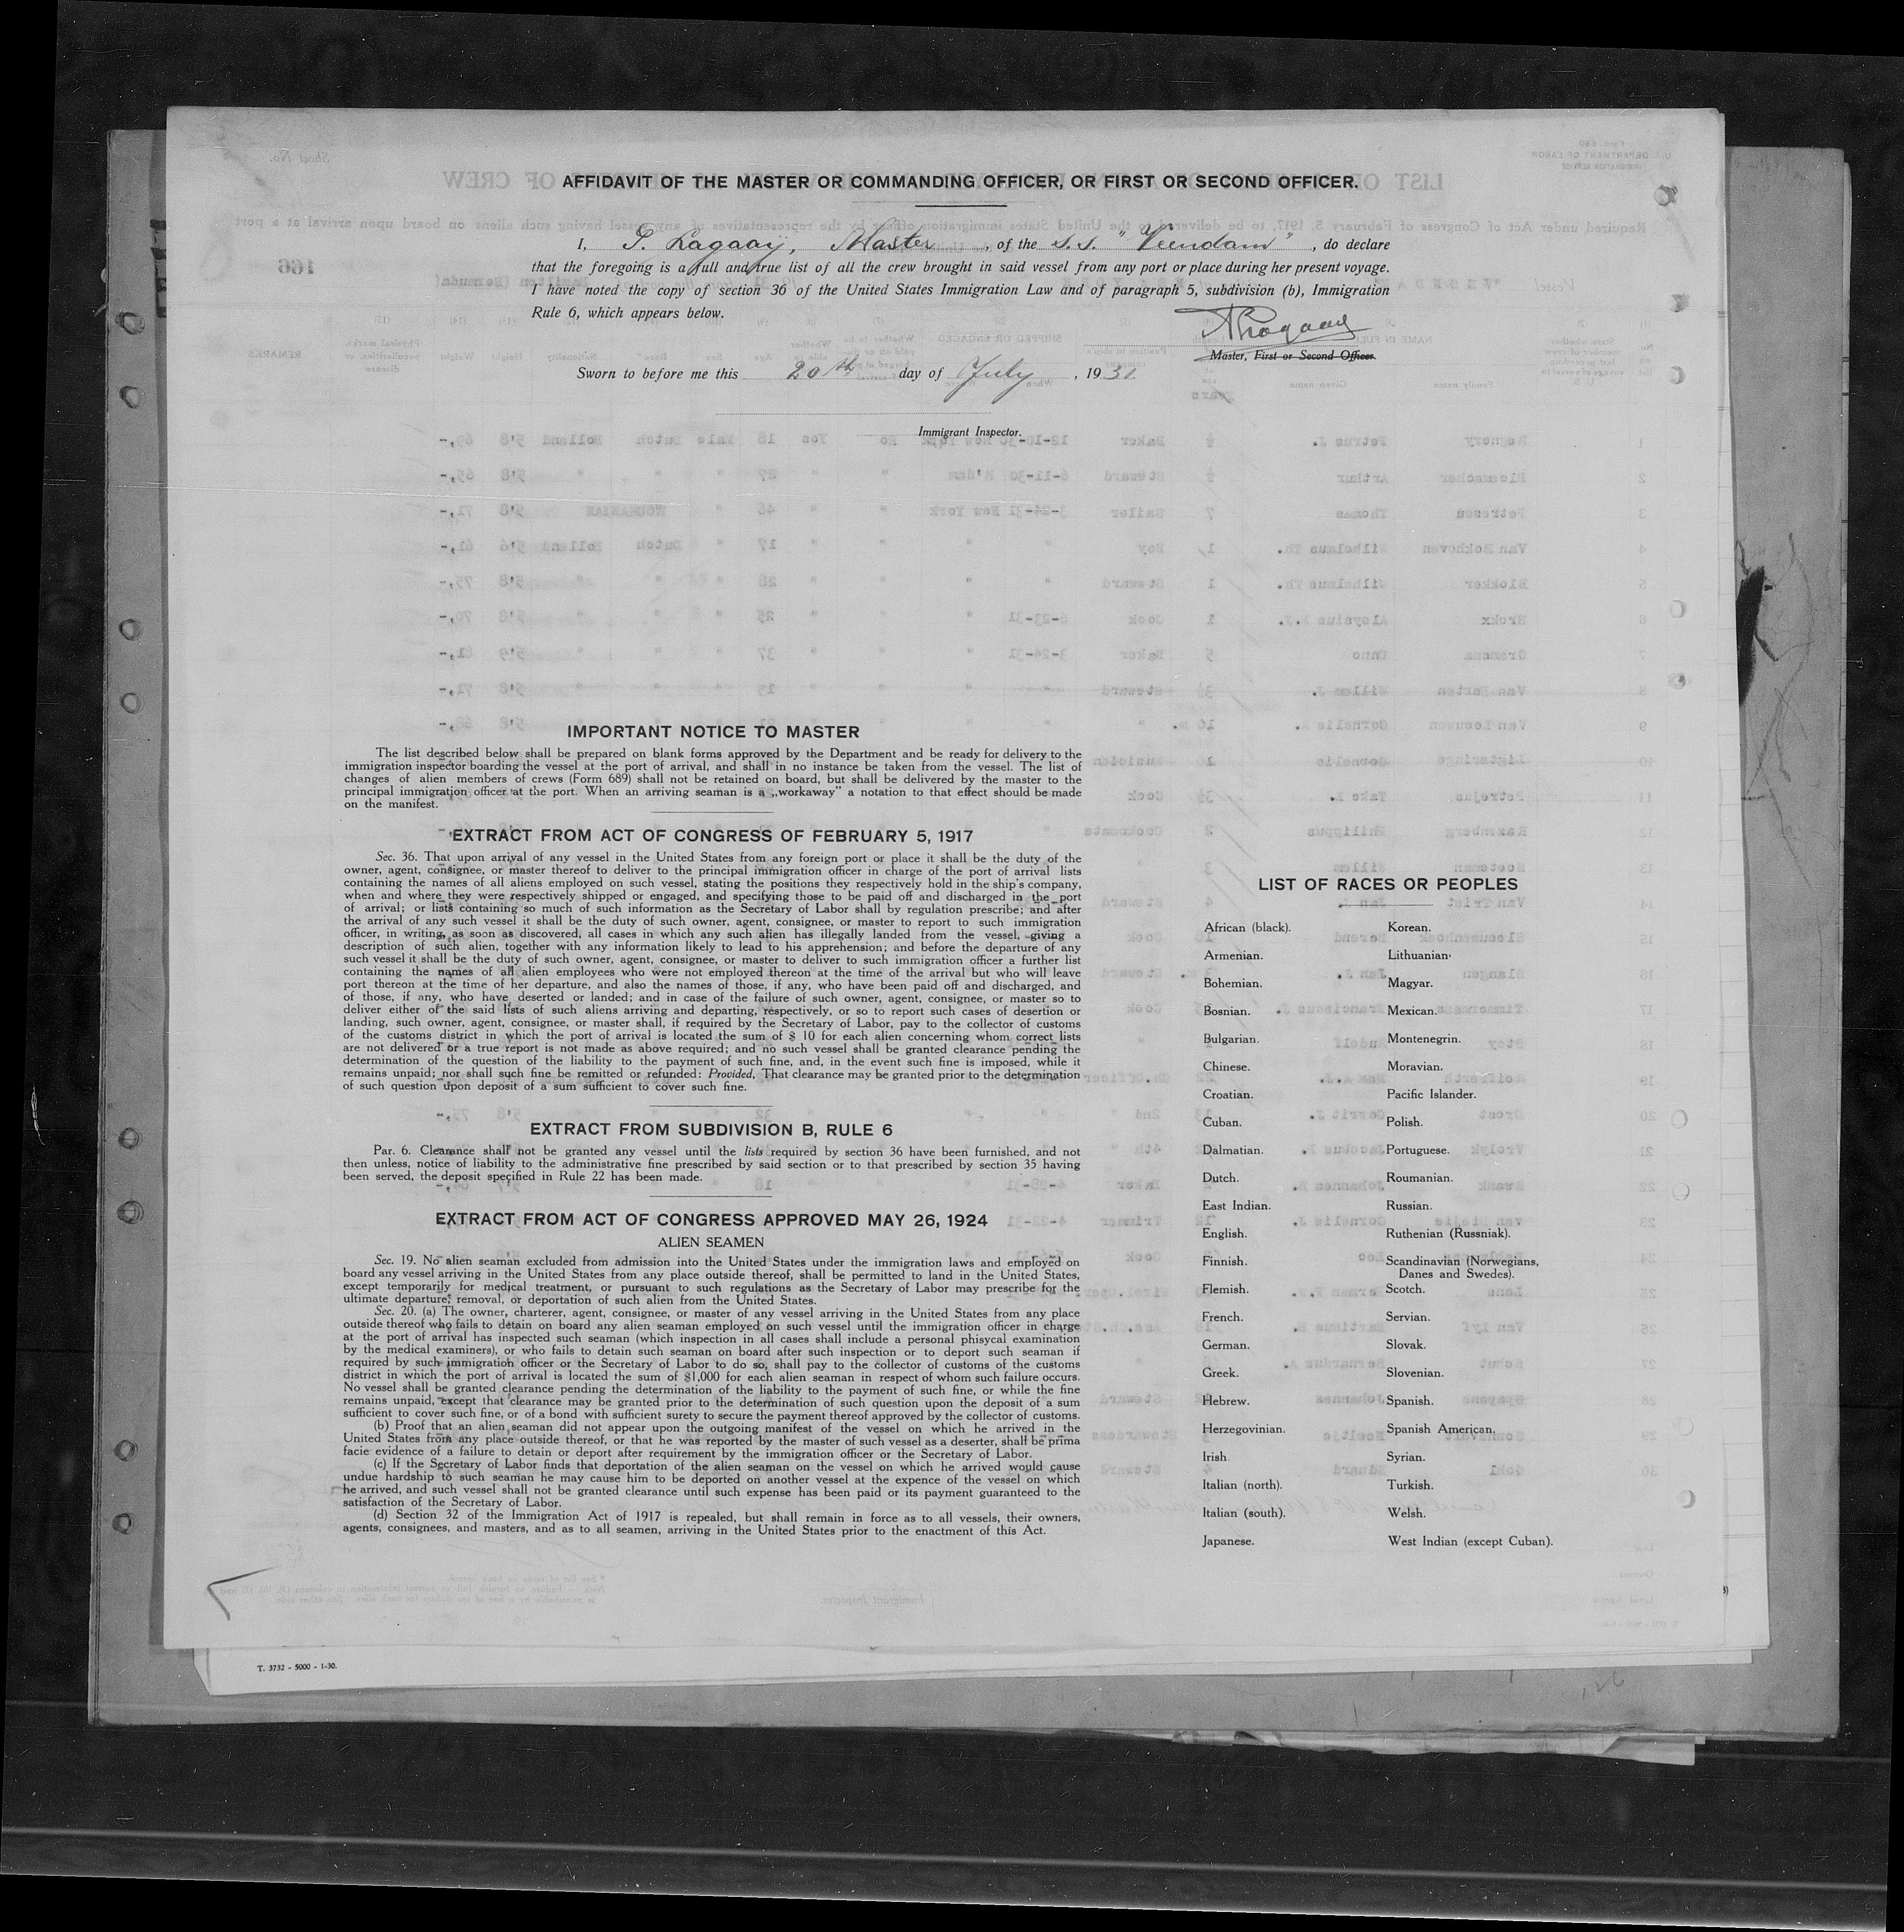 AFFIDAVIT OF THE MASTER OR COMMANDING OFFICER, OR FIRST OR SECOND OFFICER.
I, P. Lagaaij, Master, of the S.S. "Veendam", do declare
that the foregoing is a full and true list of all the crew brought in said vessel from any port or place during her present voyage.
I have noted the copy of section 36 of the United States Immigration Law and of paragraph 5, subdivision (b), Immigration
Rule 6, which appears below.
Master, First or Second Officer.
Sworn to before me this 20th day of July, 1931.
Immigrant Inspector.
IMPORTANT NOTICE TO MASTER
The list described below shall be prepared on blank forms approved by the Department and be ready for delivery to the
immigration inspector boarding the vessel at the port of arrival, and shall in no instance be taken from the vessel. The list of
changes of alien members of crews (Form 689) shall not be retained on board, but shall be delivered by the master to the
principal immigration officer at the port. When an arriving seaman is a „workaway” a notation to that effect should be made
on the manifest.
EXTRACT FROM ACT OF CONGRESS OF FEBRUARY 5, 1917
Sec. 36. That upon arrival of any vessel in the United States from any foreign port or place it shall be the duty of the
owner, agent, consignee, or master thereof to deliver to the principal immigration officer in charge of the port of arrival lists
containing the names of all aliens employed on such vessel, stating the positions they respectively hold in the ship's company,
when and where they were respectively shipped or engaged, and specifying those to be paid off and discharged in the port
of arrival; or lists containing so much of such information as the Secretary of Labor shall by regulation prescribe; and after
the arrival of any such vessel it shall be the duty of such owner, agent, consignee, or master to report to such immigration
officer, in writing, as soon as discovered, all cases in which any such alien has illegally landed from the vessel, giving a
description of such alien, together with any information likely to lead to his apprehension; and before the departure of any
such vessel it shall be the duty of such owner, agent, consignee, or master to deliver to such immigration officer a further list
containing the names of all alien employees who were not employed thereon at the time of the arrival but who will leave
port thereon at the time of her departure, and also the names of those, if any, who have been paid off and discharged, and
of those, if any, who have deserted or landed; and in case of the failure of such owner, agent, consignee, or master so to
deliver either of the said lists of such aliens arriving and departing, respectively, or so to report such cases of desertion or
landing, such owner, agent, consignee, or master shall, if required by the Secretary of Labor, pay to the collector of customs
of the customs district in which the port of arrival is located the sum of $ 10 for each alien concerning whom correct lists
are not delivered or a true report is not made as above required; and no such vessel shall be granted clearance pending the
determination of the question of the liability to the payment of such fine, and, in the event such fine is imposed, while it
remains unpaid; nor shall such fine be remitted or refunded: Provided, That clearance may be granted prior to the determination
of such question upon deposit of a sum sufficient to cover such fine.
EXTRACT FROM SUBDIVISION B, RULE 6
Par. 6. Clearance shall not be granted any vessel until the lists required by section 36 have been furnished, and not
then unless, notice of liability to the administrative fine prescribed by said section or to that prescribed by section 35 having
been served, the deposit specified in Rule 22 has been made.
EXTRACT FROM ACT OF CONGRESS APPROVED MAY 26, 1924
ALIEN SEAMEN
Sec. 19. No alien seaman excluded from admission into the United States under the immigration laws and employed on
board any vessel arriving in the United States from any place outside thereof, shall be permitted to land in the United States,
except temporarily for medical treatment, or pursuant to such regulations as the Secretary of Labor may prescribe for the
ultimate departure, removal, or deportation of such alien from the United States.
Sec. 20. (a) The owner, charterer, agent, consignee, or master of any vessel arriving in the United States from any place
outside thereof who fails to detain on board any alien seaman employed on such vessel until the immigration officer in charge
at the port of arrival has inspected such seaman (which inspection in all cases shall include a personal phisycal examination
by the medical examiners), or who fails to detain such seaman on board after such inspection or to deport such seaman if
required by such immigration officer or the Secretary of Labor to do so, shall pay to the collector of customs of the customs
district in which the port of arrival is located the sum of $1,000 for each alien seaman in respect of whom such failure occurs.
No vessel shall be granted clearance pending the determination of the liability to the payment of such fine, or while the fine
remains unpaid, except that clearance may be granted prior to the determination of such question upon the deposit of a sum
sufficient to cover such fine, or of a bond with sufficient surety to secure the payment thereof approved by the collector of customs.
(b) Proof that an alien seaman did not appear upon the outgoing manifest of the vessel on which he arrived in the
United States from any place outside thereof, or that he was reported by the master of such vessel as a deserter, shall be prima
facie evidence of a failure to detain or deport after requirement by the immigration officer or the Secretary of Labor.
(c) If the Secretary of Labor finds that deportation of the alien seaman on the vessel on which he arrived would cause
undue hardship to such seaman he may cause him to be deported on another vessel at the expence of the vessel on which
he arrived, and such vessel shall not be granted clearance until such expense has been paid or its payment guaranteed to the
satisfaction of the Secretary of Labor.
(d) Section 32 of the Immigration Act of 1917 is repealed, but shall remain in force as to all vessels, their owners,
agents, consignees, and masters, and as to all seamen, arriving in the United States prior to the enactment of this Act.
LIST OF RACES OR PEOPLES
African (black).
Armenian.
Bohemian.
Bosnian.
Bulgarian.
Chinese.
Croatian.
Cuban.
Dalmatian.
Dutch.
East Indian.
English.
Finnish.
Flemish.
French.
German.
Greek.
Hebrew.
Herzegovinian.
Irish
Italian (north).
Italian (south).
Japanese.
Korean.
Lithuanian.
Magyar.
Mexican.
Montenegrin.
Moravian.
Pacific Islander.
Polish.
Portuguese.
Roumanian.
Russian.
Ruthenian (Russniak).
Scandinavian (Norwegians,
Danes and Swedes).
Scotch.
Servian.
Slovak.
Slovenian.
Spanish.
Spanish American.
Syrian.
Turkish.
Welsh.
West Indian (except Cuban).
T. 3732 - 5000 - 1-30.